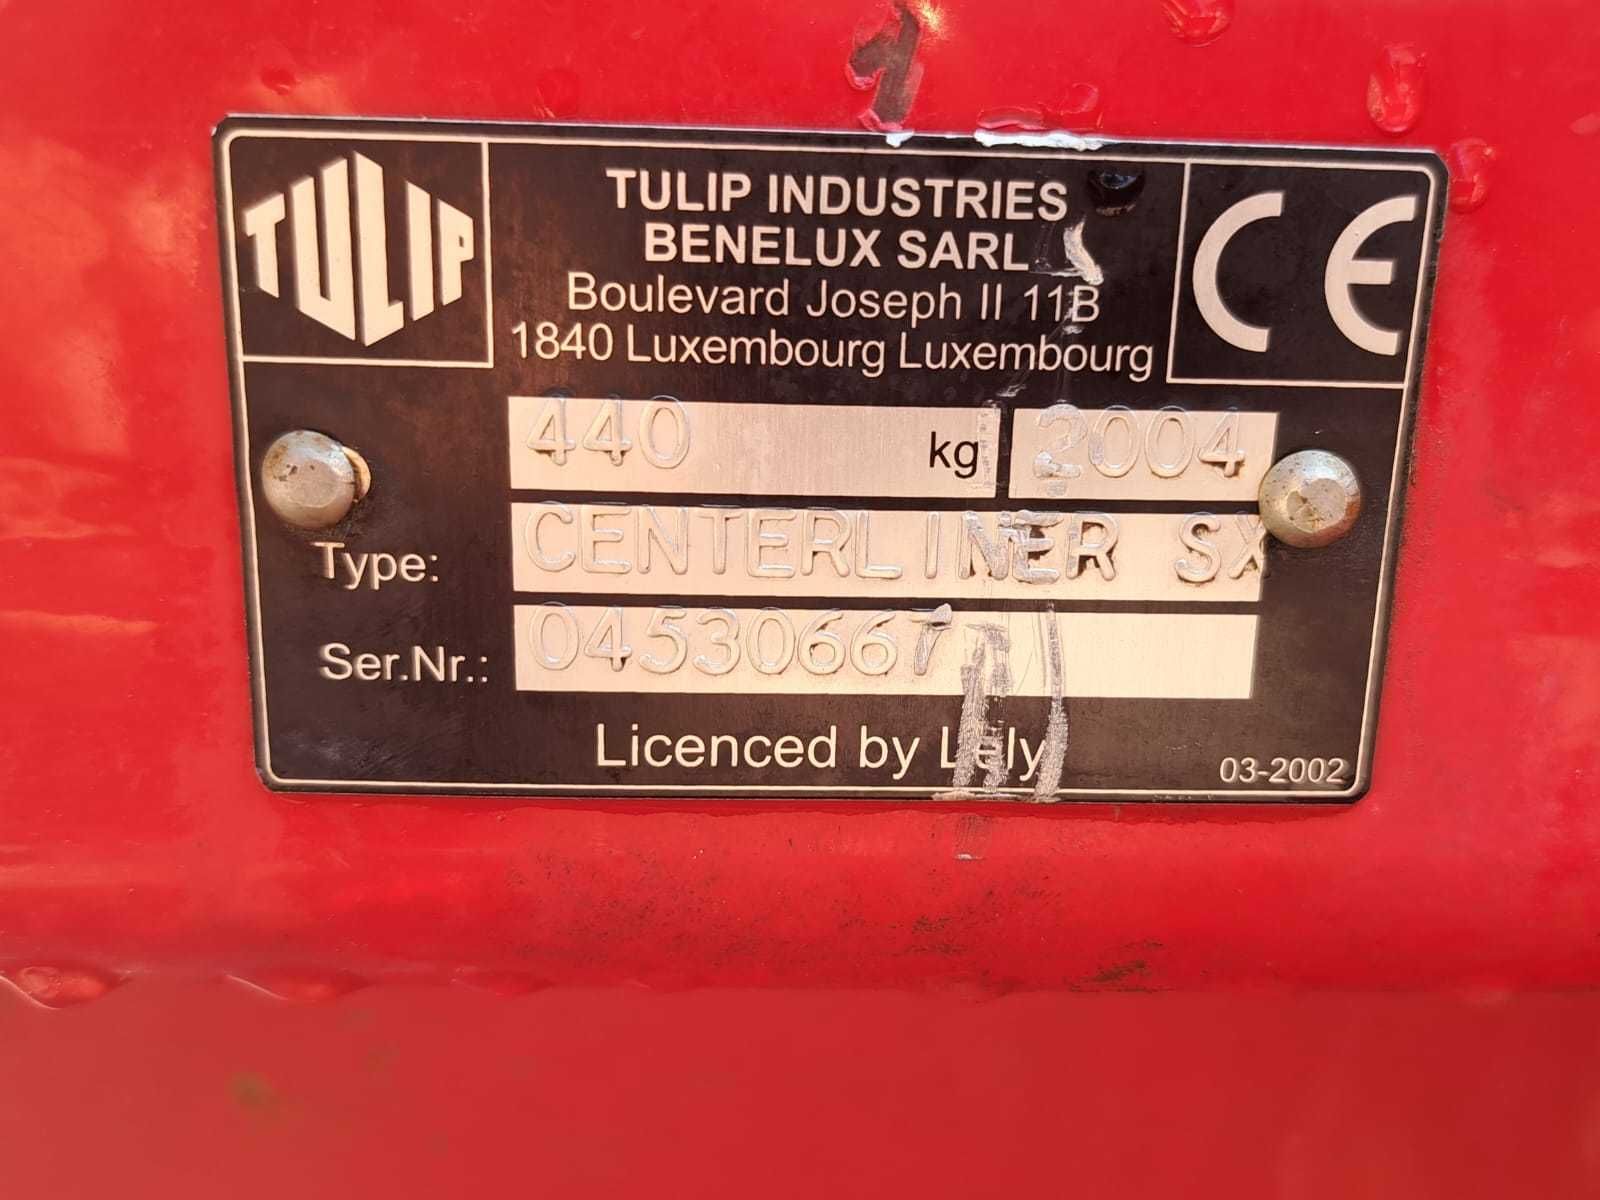 TULIP
TULIP INDUSTRIES
BENELUX SARL
Boulevard Joseph II 11B
1840 Luxembourg Luxembourg
CE
440 kg 2004
Type: CENTERLINER SX
Ser.Nr.: 04530667
Licenced by Lely
03-2002